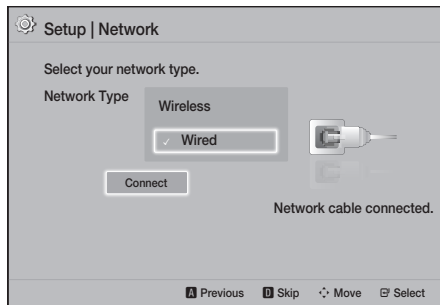 Setup | Network
Select your network type.
Network Type
Wireless
✓ Wired
Connect
Network cable connected.
A Previous D Skip Move Select